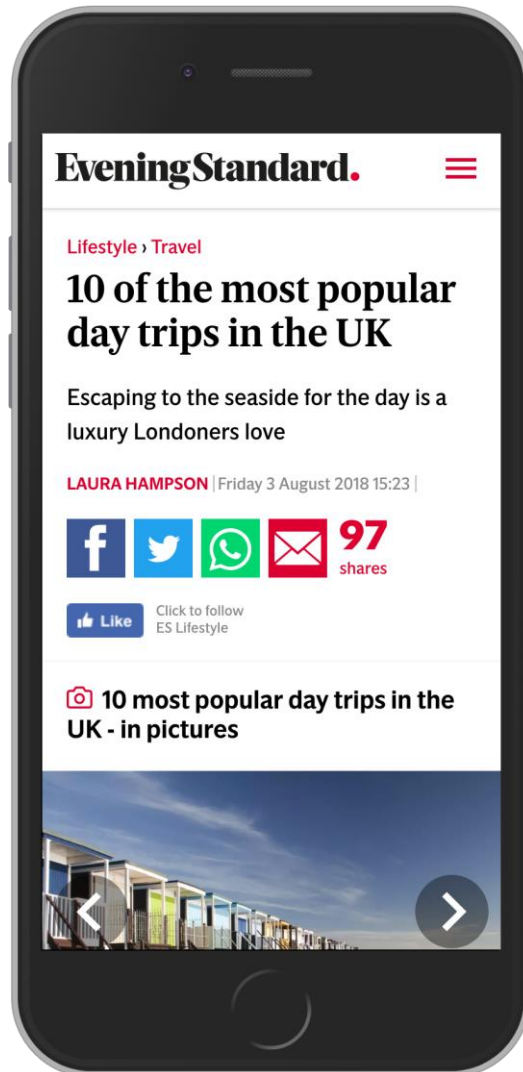 EveningStandard.
Lifestyle › Travel
10 of the most popular
day trips in the UK
Escaping to the seaside for the day is a
luxury Londoners love
LAURA HAMPSON | Friday 3 August 2018 15:23 |
97
shares
Like
Click to follow
ES Lifestyle
10 most popular day trips in the
UK - in pictures